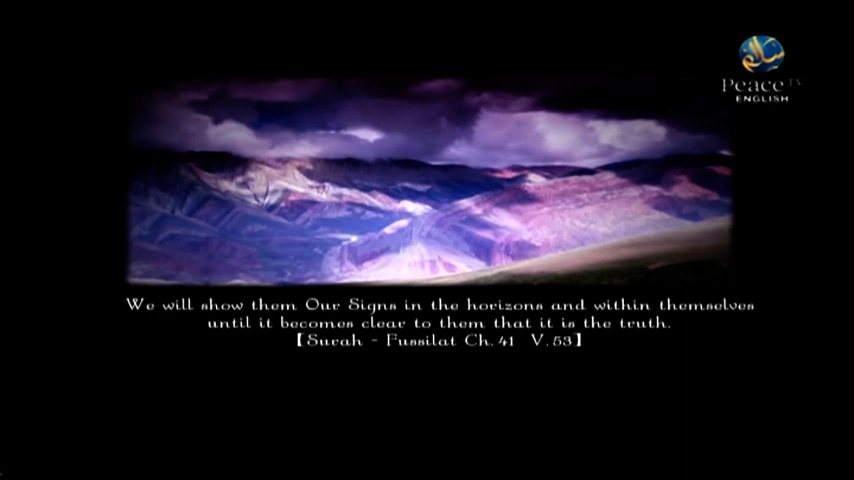 سلام
Peace TV
ENGLISH
We will show them Our Signs in the horizons and within themselves
until it becomes clear to them that it is the truth.
[Surah - Fussilat Ch. 41 V. 53]